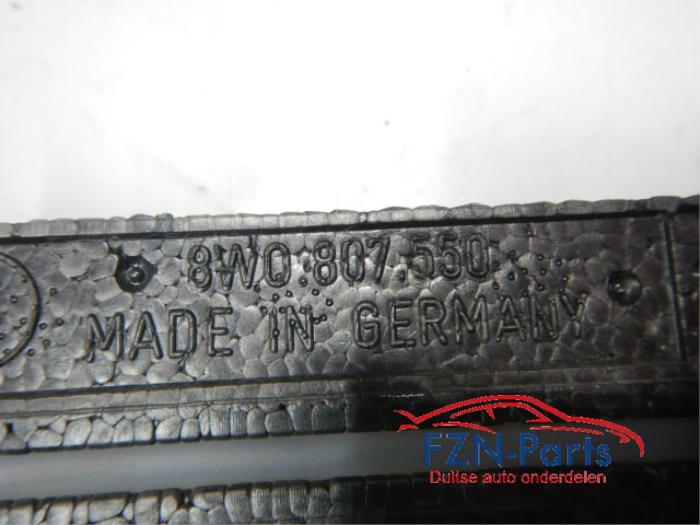 8W0.807.550
MADE IN GERMANY
FZN-Parts
Duitse auto onderdelen